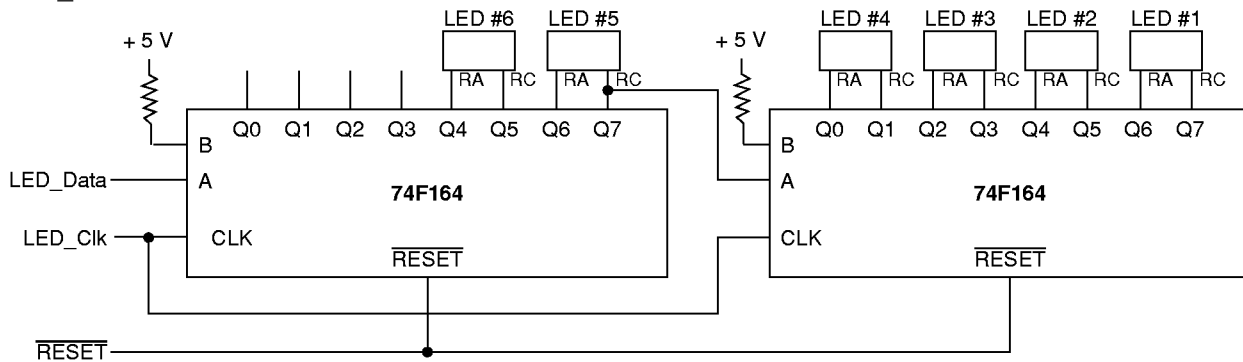 LED #6 LED #5 LED #4 LED #3 LED #2 LED #1
+ 5 V + 5 V
RA RC RA RC RA RC RA RC RA RC RA RC
Q0 Q1 Q2 Q3 Q4 Q5 Q6 Q7 Q0 Q1 Q2 Q3 Q4 Q5 Q6 Q7
B B
LED_Data A 74F164 A 74F164
LED_Clk CLK CLK
RESET RESET
RESET